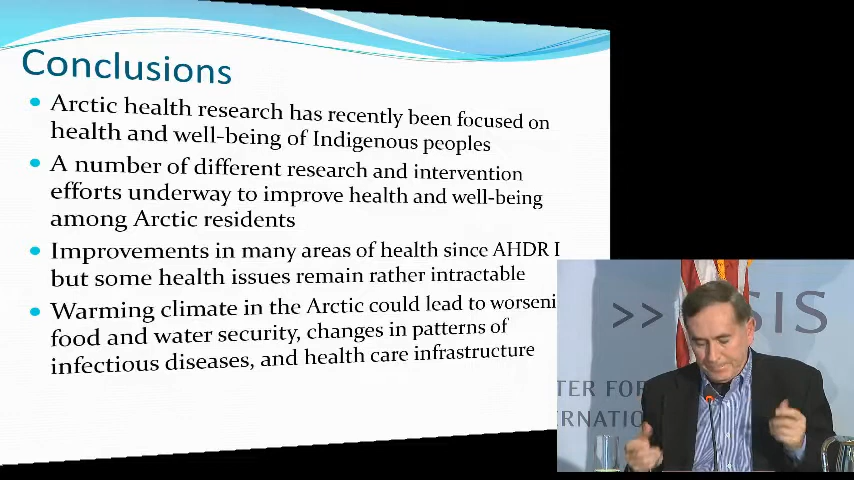 Conclusions
Arctic health research has recently been focused on
health and well-being of Indigenous peoples
A number of different research and intervention
efforts underway to improve health and well-being
among Arctic residents
Improvements in many areas of health since AHDR I
but some health issues remain rather intractable
Warming climate in the Arctic could lead to
food and water security, changes in patterns of
infectious diseases, and health care infrastructure
>> SIS
FOR